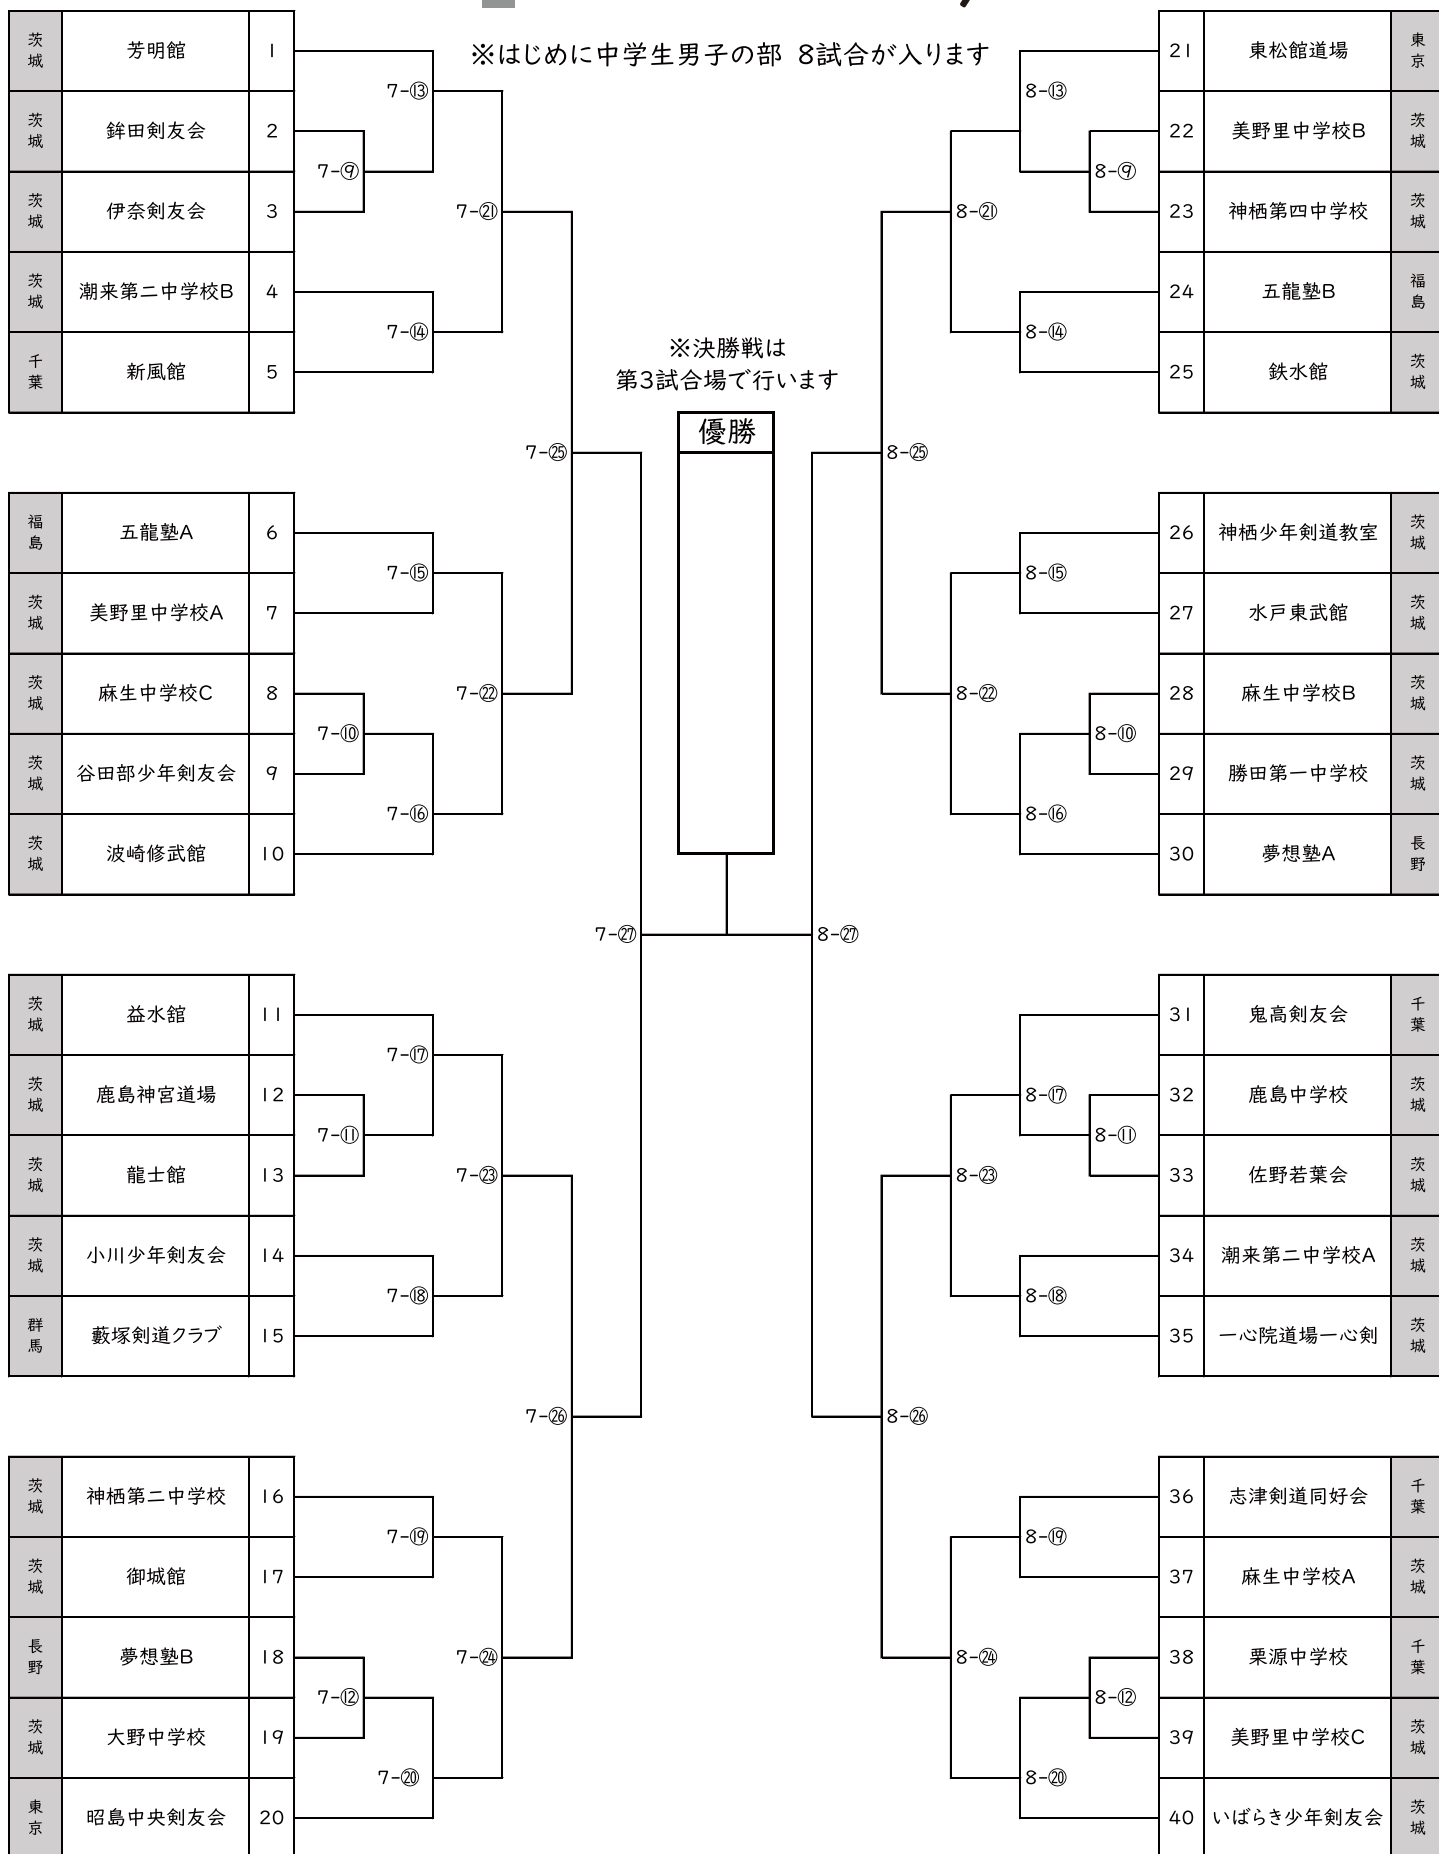 ※はじめに中学生男子の部 8試合が入ります
※決勝戦は
第3試合場で行います
優勝
茨城 芳明館 1
茨城 鉾田剣友会 2
茨城 伊奈剣友会 3
茨城 潮来第二中学校B 4
千葉 新風館 5
7-⑬
7-⑨
7-㉑
7-⑭
7-㉕
福島 五龍塾A 6
茨城 美野里中学校A 7
茨城 麻生中学校C 8
茨城 谷田部少年剣友会 9
茨城 波崎修武館 10
7-⑮
7-㉒
7-⑩
7-⑯
7-㉗
茨城 益水舘 11
茨城 鹿島神宮道場 12
茨城 龍士館 13
茨城 小川少年剣友会 14
群馬 藪塚剣道クラブ 15
7-⑰
7-⑪
7-㉓
7-⑱
7-㉖
茨城 神栖第二中学校 16
茨城 御城館 17
長野 夢想塾B 18
茨城 大野中学校 19
東京 昭島中央剣友会 20
7-⑲
7-㉔
7-⑫
7-⑳
21 東松館道場 東京
22 美野里中学校B 茨城
23 神栖第四中学校 茨城
24 五龍塾B 福島
25 鉄水館 茨城
8-⑬
8-⑨
8-㉑
8-⑭
8-㉕
26 神栖少年剣道教室 茨城
27 水戸東武館 茨城
28 麻生中学校B 茨城
29 勝田第一中学校 茨城
30 夢想塾A 長野
8-⑮
8-㉒
8-⑩
8-⑯
8-㉗
31 鬼高剣友会 千葉
32 鹿島中学校 茨城
33 佐野若葉会 茨城
34 潮来第二中学校A 茨城
35 一心院道場一心剣 茨城
8-⑰
8-⑪
8-㉓
8-⑱
8-㉖
36 志津剣道同好会 千葉
37 麻生中学校A 茨城
38 栗源中学校 千葉
39 美野里中学校C 茨城
40 いばらき少年剣友会 茨城
8-⑲
8-㉔
8-⑫
8-⑳